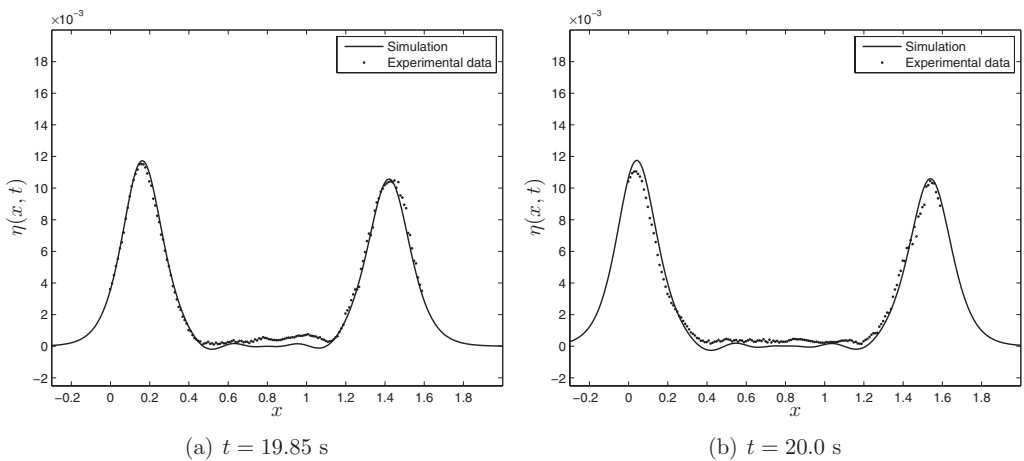 ×10⁻³
18
16
14
12
10
8
6
4
2
0
−2
η(x, t)
Simulation
Experimental data
−0.2 0 0.2 0.4 0.6 0.8 1 1.2 1.4 1.6 1.8
x
(a) t = 19.85 s
×10⁻³
18
16
14
12
10
8
6
4
2
0
−2
η(x, t)
Simulation
Experimental data
−0.2 0 0.2 0.4 0.6 0.8 1 1.2 1.4 1.6 1.8
x
(b) t = 20.0 s